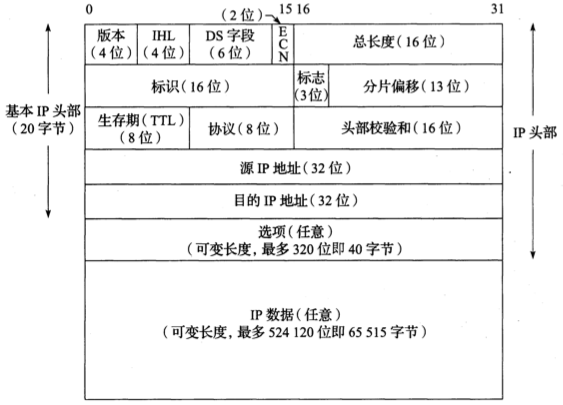 0
(2位)
15
16
31
版本
(4位)
IHL
(4位)
DS 字段
(6位)
E
C
N
总长度(16位)
标识(16位)
标志
(3位)
分片偏移(13位)
基本IP头部
(20字节)
生存期(TTL)
(8位)
协议(8位)
头部校验和(16位)
IP头部
源IP地址(32位)
目的IP地址(32位)
选项(任意)
(可变长度,最多320位即40字节)
IP数据(任意)
(可变长度,最多524 120位即65 515字节)